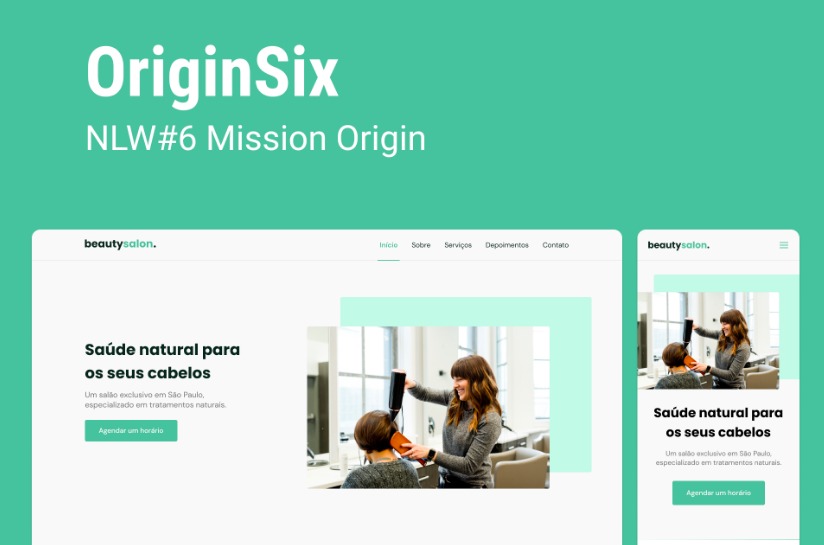 OriginSix
NLW#6 Mission Origin
beautysalon.
Início Sobre Serviços Depoimentos Contato
Saúde natural para
os seus cabelos
Um salão exclusivo em São Paulo,
especializado em tratamentos naturais.
Agendar um horário
beautysalon.
Saúde natural para
os seus cabelos
Um salão exclusivo em São Paulo,
especializado em tratamentos naturais.
Agendar um horário